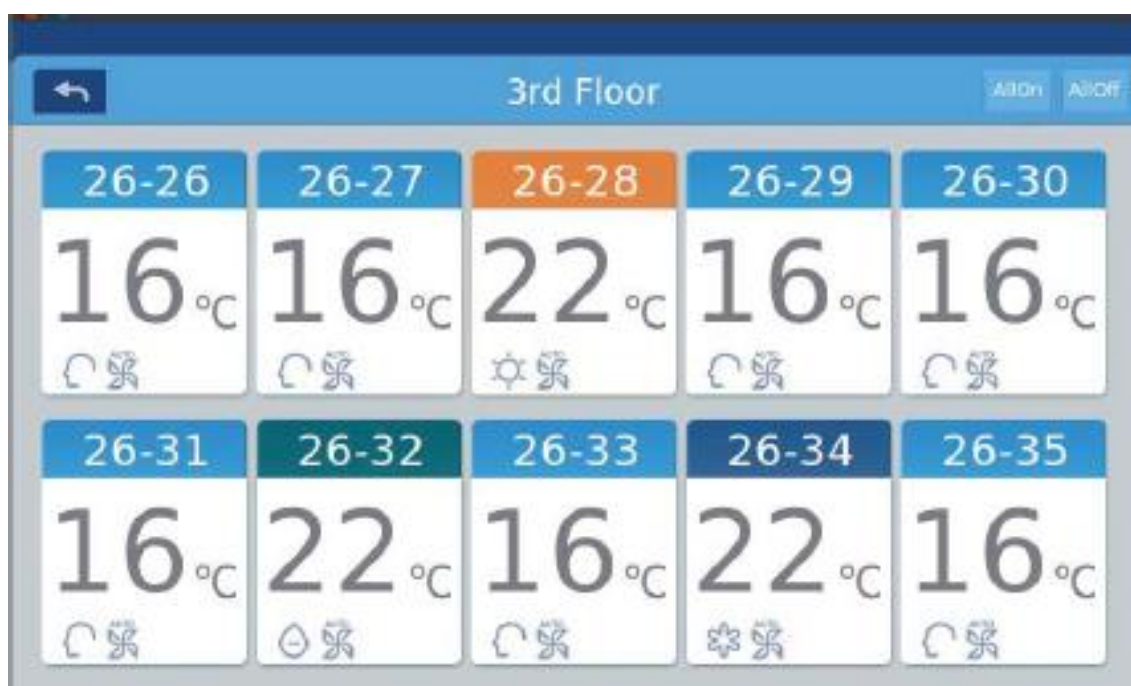 3rd Floor
AllOn AllOff
26-26 26-27 26-28 26-29 26-30
16 °C 16 °C 22 °C 16 °C 16 °C
26-31 26-32 26-33 26-34 26-35
16 °C 22 °C 16 °C 22 °C 16 °C